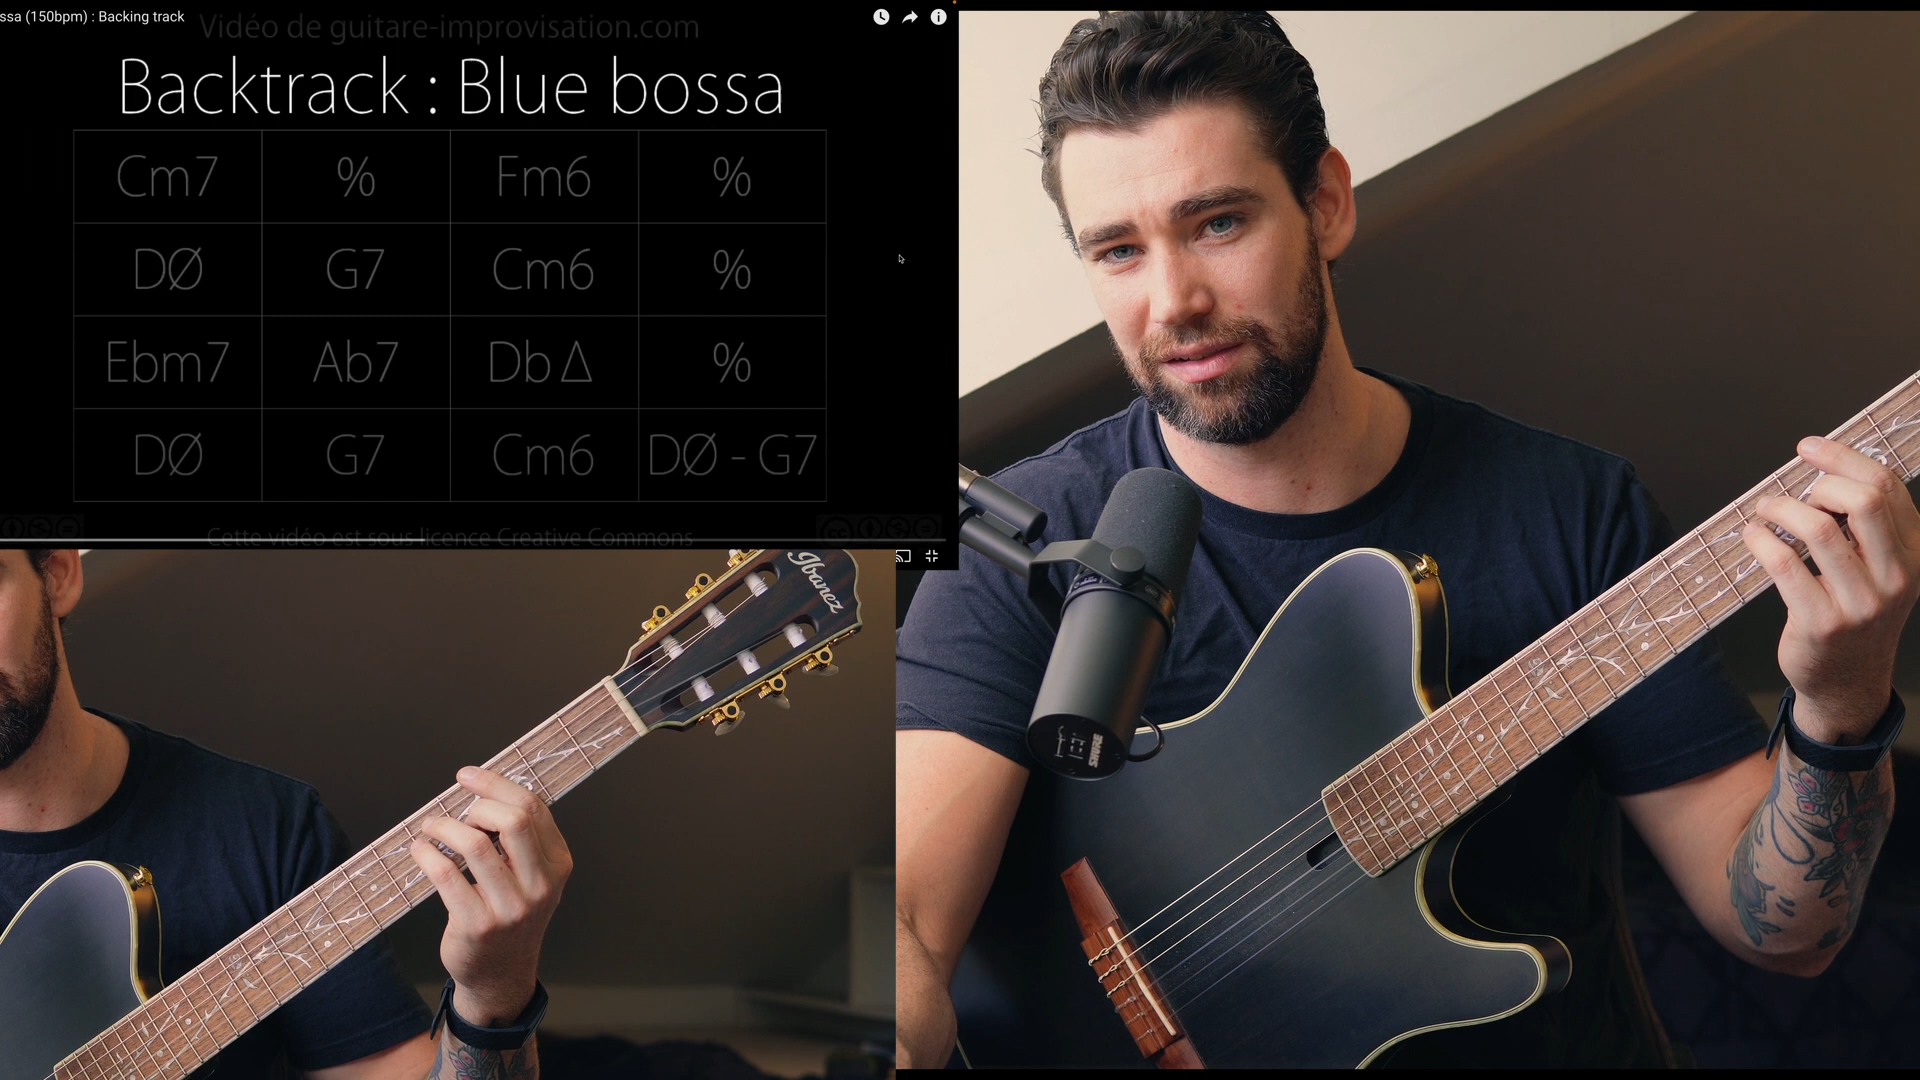 ssa (150bpm) : Backing track
Vidéo de guitare-improvisation.com
Backtrack : Blue bossa
Cm7 % Fm6 %
DØ G7 Cm6 %
Ebm7 Ab7 Db Δ %
DØ G7 Cm6 DØ - G7
Cette vidéo est sous licence Creative Commons
Ibanez
SHURE